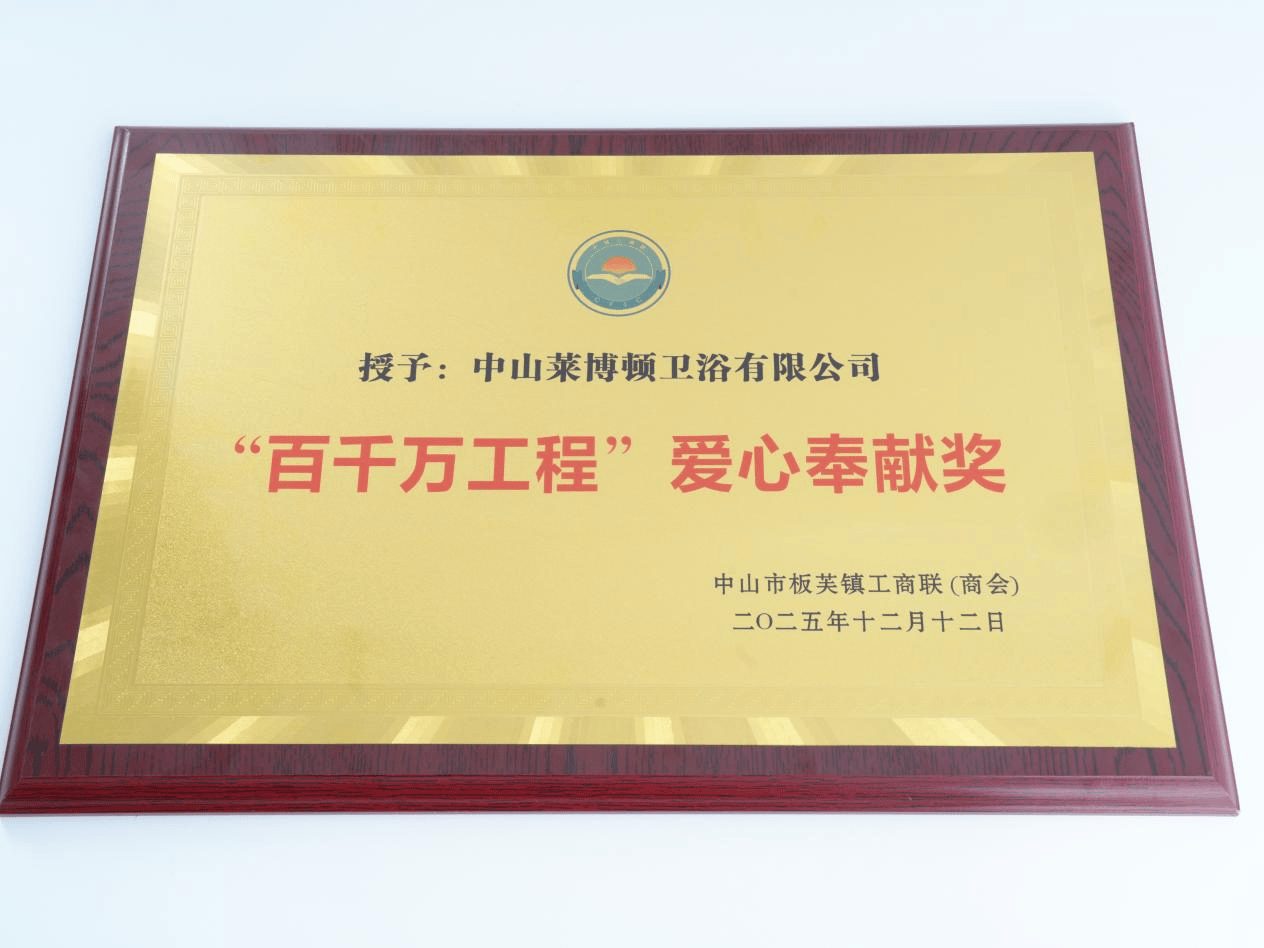 授予：中山莱博顿卫浴有限公司
“百千万工程”爱心奉献奖
中山市板芙镇工商联(商会)
二O二五年十二月十二日